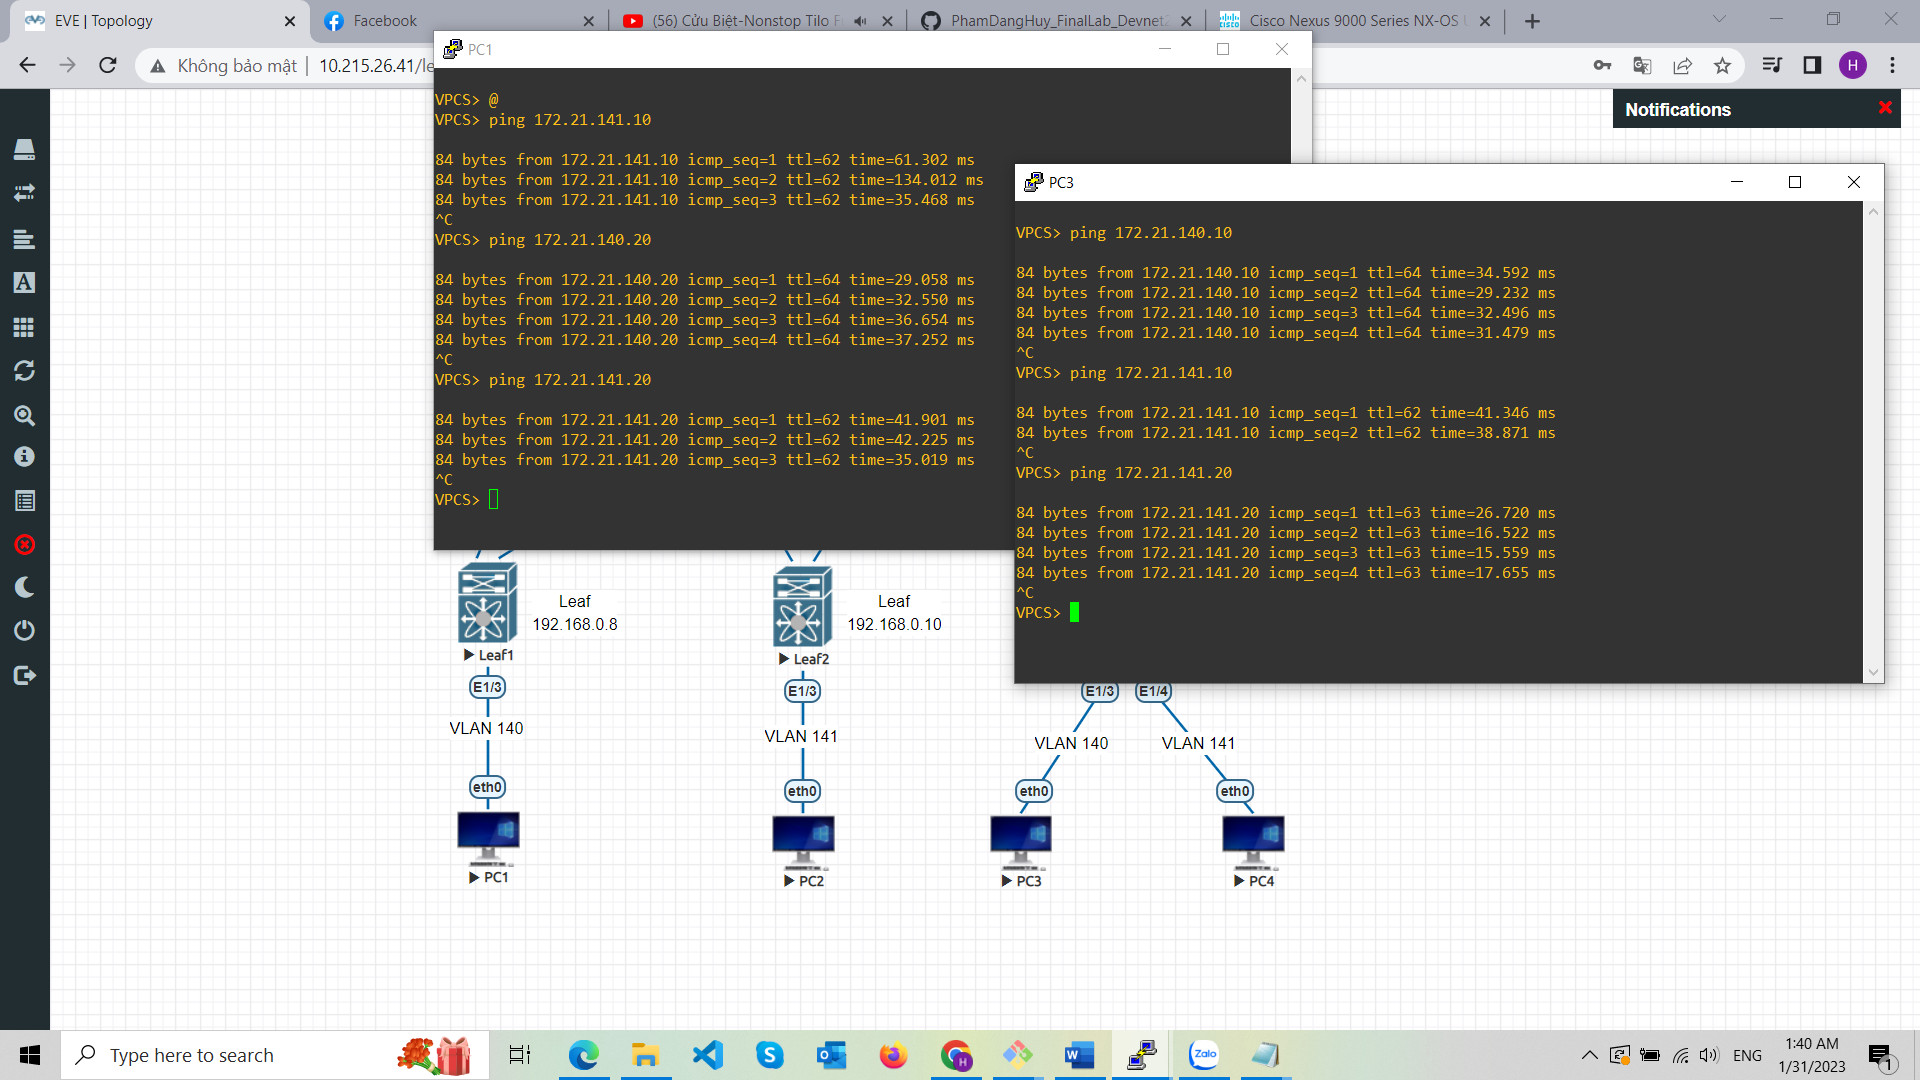 EVE | Topology
Facebook
(56) Cửu Biệt-Nonstop Tilo
PhamDangHuy_FinalLab_Devnet
Cisco Nexus 9000 Series NX-OS
Không bảo mật
10.215.26.41/le
H
Notifications
PC1
VPCS> @
VPCS> ping 172.21.141.10
84 bytes from 172.21.141.10 icmp_seq=1 ttl=62 time=61.302 ms
84 bytes from 172.21.141.10 icmp_seq=2 ttl=62 time=134.012 ms
84 bytes from 172.21.141.10 icmp_seq=3 ttl=62 time=35.468 ms
^C
VPCS> ping 172.21.140.20
84 bytes from 172.21.140.20 icmp_seq=1 ttl=64 time=29.058 ms
84 bytes from 172.21.140.20 icmp_seq=2 ttl=64 time=32.550 ms
84 bytes from 172.21.140.20 icmp_seq=3 ttl=64 time=36.654 ms
84 bytes from 172.21.140.20 icmp_seq=4 ttl=64 time=37.252 ms
^C
VPCS> ping 172.21.141.20
84 bytes from 172.21.141.20 icmp_seq=1 ttl=62 time=41.901 ms
84 bytes from 172.21.141.20 icmp_seq=2 ttl=62 time=42.225 ms
84 bytes from 172.21.141.20 icmp_seq=3 ttl=62 time=35.019 ms
^C
VPCS>
PC3
VPCS> ping 172.21.140.10
84 bytes from 172.21.140.10 icmp_seq=1 ttl=64 time=34.592 ms
84 bytes from 172.21.140.10 icmp_seq=2 ttl=64 time=29.232 ms
84 bytes from 172.21.140.10 icmp_seq=3 ttl=64 time=32.496 ms
84 bytes from 172.21.140.10 icmp_seq=4 ttl=64 time=31.479 ms
^C
VPCS> ping 172.21.141.10
84 bytes from 172.21.141.10 icmp_seq=1 ttl=62 time=41.346 ms
84 bytes from 172.21.141.10 icmp_seq=2 ttl=62 time=38.871 ms
^C
VPCS> ping 172.21.141.20
84 bytes from 172.21.141.20 icmp_seq=1 ttl=63 time=26.720 ms
84 bytes from 172.21.141.20 icmp_seq=2 ttl=63 time=16.522 ms
84 bytes from 172.21.141.20 icmp_seq=3 ttl=63 time=15.559 ms
84 bytes from 172.21.141.20 icmp_seq=4 ttl=63 time=17.655 ms
^C
VPCS>
Leaf
192.168.0.8
Leaf1
E1/3
VLAN 140
eth0
PC1
Leaf
192.168.0.10
Leaf2
E1/3
VLAN 141
eth0
PC2
E1/3
E1/4
VLAN 140
VLAN 141
eth0
eth0
PC3
PC4
Type here to search
Zalo
ENG
1:40 AM
1/31/2023
1